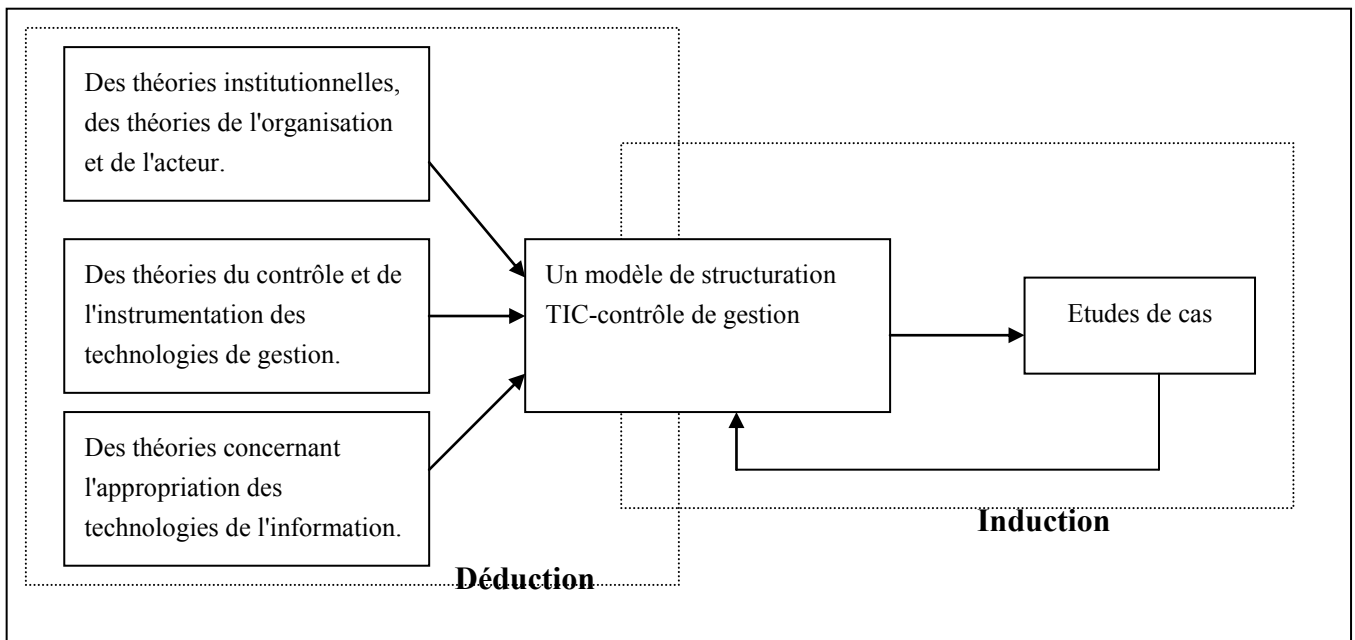 Des théories institutionnelles,
des théories de l'organisation
et de l'acteur.
Des théories du contrôle et de
l'instrumentation des
technologies de gestion.
Des théories concernant
l'appropriation des
technologies de l'information.
Déduction
Un modèle de structuration
TIC-contrôle de gestion
Etudes de cas
Induction